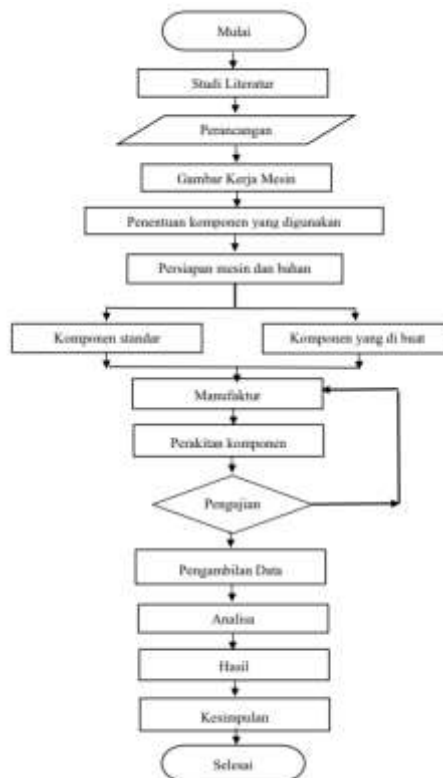 Mulai
Studi Literatur
Perancangan
Gambar Kerja Mesin
Penentuan komponen yang digunakan
Persiapan mesin dan bahan
Komponen standar
Komponen yang di buat
Manufaktur
Perakitan komponen
Pengujian
Pengambilan Data
Analisa
Hasil
Kesimpulan
Selesai